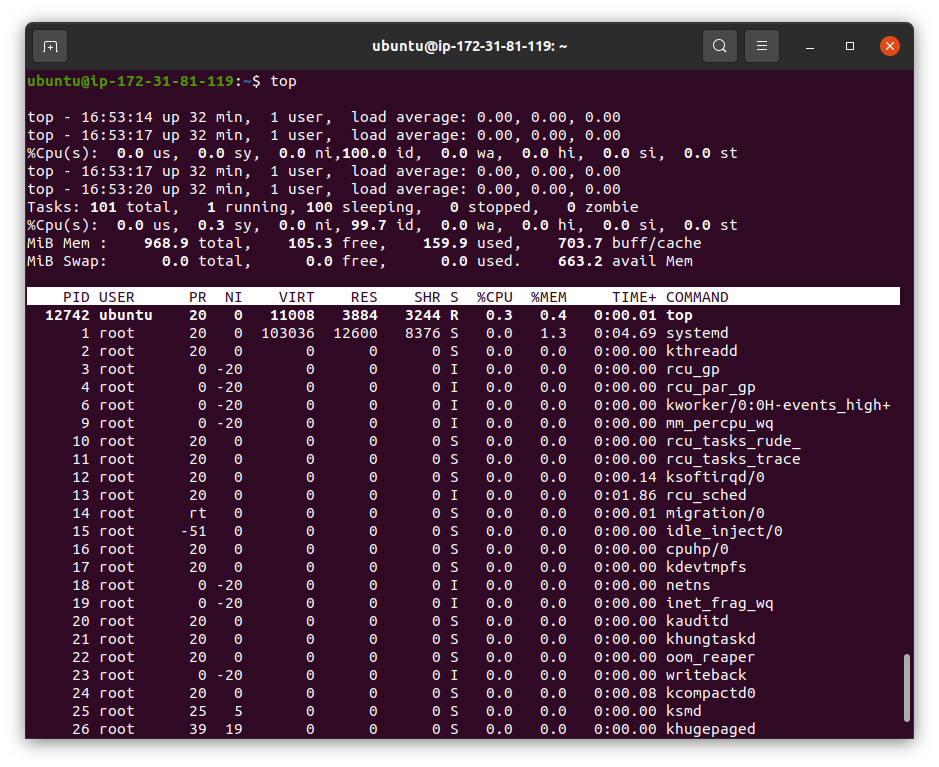 ubuntu@ip-172-31-81-119: ~
ubuntu@ip-172-31-81-119:~$ top
top - 16:53:14 up 32 min,  1 user,  load average: 0.00, 0.00, 0.00
top - 16:53:17 up 32 min,  1 user,  load average: 0.00, 0.00, 0.00
%Cpu(s):  0.0 us,  0.0 sy,  0.0 ni,100.0 id,  0.0 wa,  0.0 hi,  0.0 si,  0.0 st
top - 16:53:17 up 32 min,  1 user,  load average: 0.00, 0.00, 0.00
top - 16:53:20 up 32 min,  1 user,  load average: 0.00, 0.00, 0.00
Tasks: 101 total,   1 running, 100 sleeping,   0 stopped,   0 zombie
%Cpu(s):  0.0 us,  0.3 sy,  0.0 ni, 99.7 id,  0.0 wa,  0.0 hi,  0.0 si,  0.0 st
MiB Mem :    968.9 total,    105.3 free,    159.9 used,    703.7 buff/cache
MiB Swap:      0.0 total,      0.0 free,      0.0 used.    663.2 avail Mem
    PID USER      PR  NI    VIRT    RES    SHR S  %CPU  %MEM     TIME+ COMMAND
  12742 ubuntu    20   0   11008   3884   3244 R   0.3   0.4   0:00.01 top
      1 root      20   0  103036  12600   8376 S   0.0   1.3   0:04.69 systemd
      2 root      20   0       0      0      0 S   0.0   0.0   0:00.00 kthreadd
      3 root       0 -20       0      0      0 I   0.0   0.0   0:00.00 rcu_gp
      4 root       0 -20       0      0      0 I   0.0   0.0   0:00.00 rcu_par_gp
      6 root       0 -20       0      0      0 I   0.0   0.0   0:00.00 kworker/0:0H-events_high+
      9 root       0 -20       0      0      0 I   0.0   0.0   0:00.00 mm_percpu_wq
     10 root      20   0       0      0      0 S   0.0   0.0   0:00.00 rcu_tasks_rude_
     11 root      20   0       0      0      0 S   0.0   0.0   0:00.00 rcu_tasks_trace
     12 root      20   0       0      0      0 S   0.0   0.0   0:00.14 ksoftirqd/0
     13 root      20   0       0      0      0 I   0.0   0.0   0:01.86 rcu_sched
     14 root      rt   0       0      0      0 S   0.0   0.0   0:00.01 migration/0
     15 root     -51   0       0      0      0 S   0.0   0.0   0:00.00 idle_inject/0
     16 root      20   0       0      0      0 S   0.0   0.0   0:00.00 cpuhp/0
     17 root      20   0       0      0      0 S   0.0   0.0   0:00.00 kdevtmpfs
     18 root       0 -20       0      0      0 I   0.0   0.0   0:00.00 netns
     19 root       0 -20       0      0      0 I   0.0   0.0   0:00.00 inet_frag_wq
     20 root      20   0       0      0      0 S   0.0   0.0   0:00.00 kauditd
     21 root      20   0       0      0      0 S   0.0   0.0   0:00.00 khungtaskd
     22 root      20   0       0      0      0 S   0.0   0.0   0:00.00 oom_reaper
     23 root       0 -20       0      0      0 I   0.0   0.0   0:00.00 writeback
     24 root      20   0       0      0      0 S   0.0   0.0   0:00.08 kcompactd0
     25 root      25   5       0      0      0 S   0.0   0.0   0:00.00 ksmd
     26 root      39  19       0      0      0 S   0.0   0.0   0:00.00 khugepaged